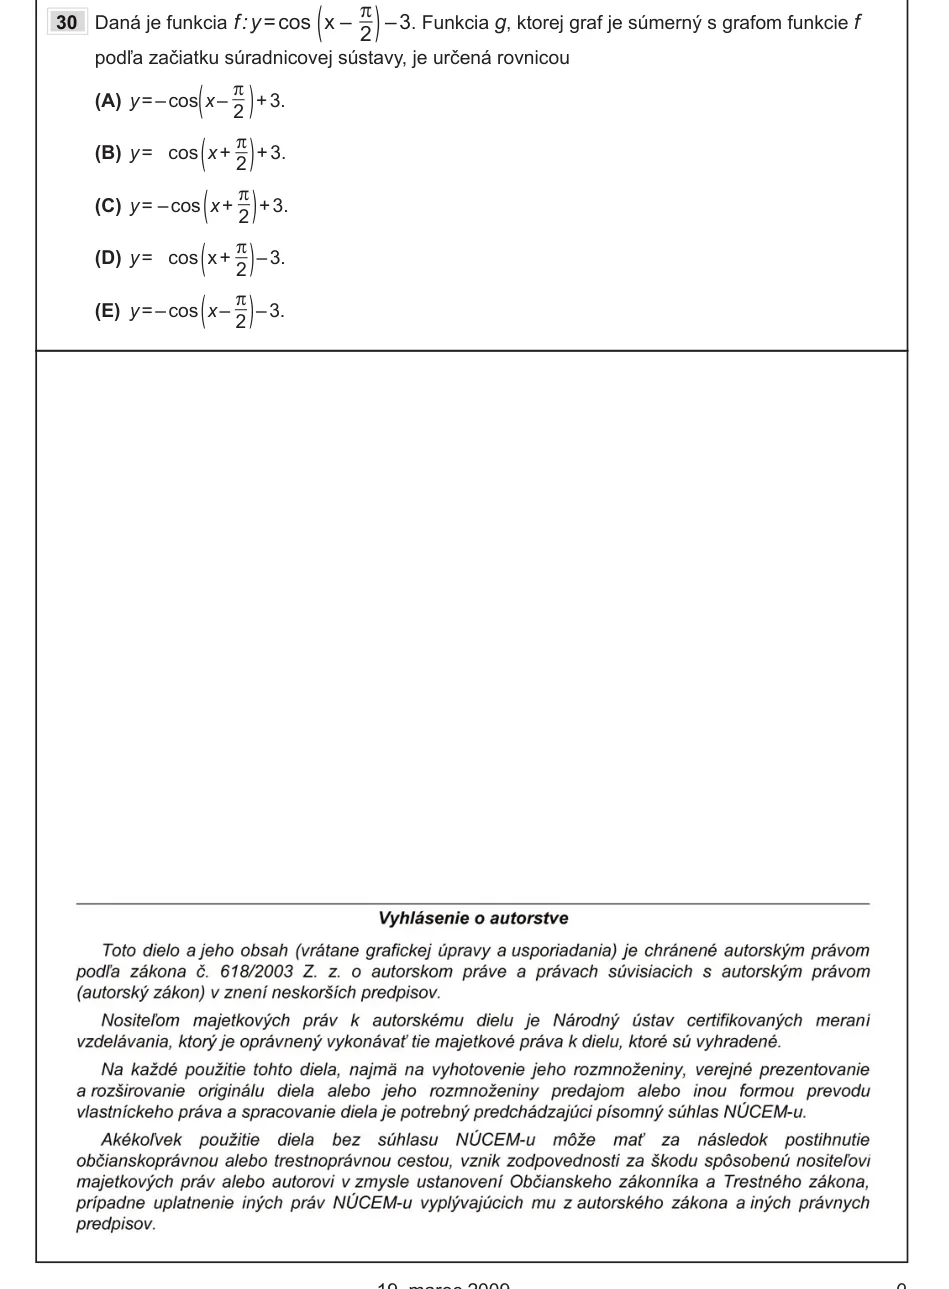 30 Daná je funkcia f: y = cos (x – π/2) – 3. Funkcia g, ktorej graf je súmerný s grafom funkcie f
podľa začiatku súradnicovej sústavy, je určená rovnicou
(A) y = – cos(x – π/2) + 3.
(B) y = cos(x + π/2) + 3.
(C) y = – cos(x + π/2) + 3.
(D) y = cos(x + π/2) – 3.
(E) y = – cos(x – π/2) – 3.
Vyhlásenie o autorstve
Toto dielo a jeho obsah (vrátane grafickej úpravy a usporiadania) je chránené autorským právom
podľa zákona č. 618/2003 Z. z. o autorskom práve a právach súvisiacich s autorským právom
(autorský zákon) v znení neskorších predpisov.
Nositeľom majetkových práv k autorskému dielu je Národný ústav certifikovaných meraní
vzdelávania, ktorý je oprávnený vykonávať tie majetkové práva k dielu, ktoré sú vyhradené.
Na každé použitie tohto diela, najmä na vyhotovenie jeho rozmnoženiny, verejné prezentovanie
a rozširovanie originálu diela alebo jeho rozmnoženiny predajom alebo inou formou prevodu
vlastníckeho práva a spracovanie diela je potrebný predchádzajúci písomný súhlas NÚCEM-u.
Akékoľvek použitie diela bez súhlasu NÚCEM-u môže mať za následok postihnutie
občianskoprávnou alebo trestnoprávnou cestou, vznik zodpovednosti za škodu spôsobenú nositeľovi
majetkových práv alebo autorovi v zmysle ustanovení Občianskeho zákonníka a Trestného zákona,
prípadne uplatnenie iných práv NÚCEM-u vyplývajúcich mu z autorského zákona a iných právnych
predpisov.